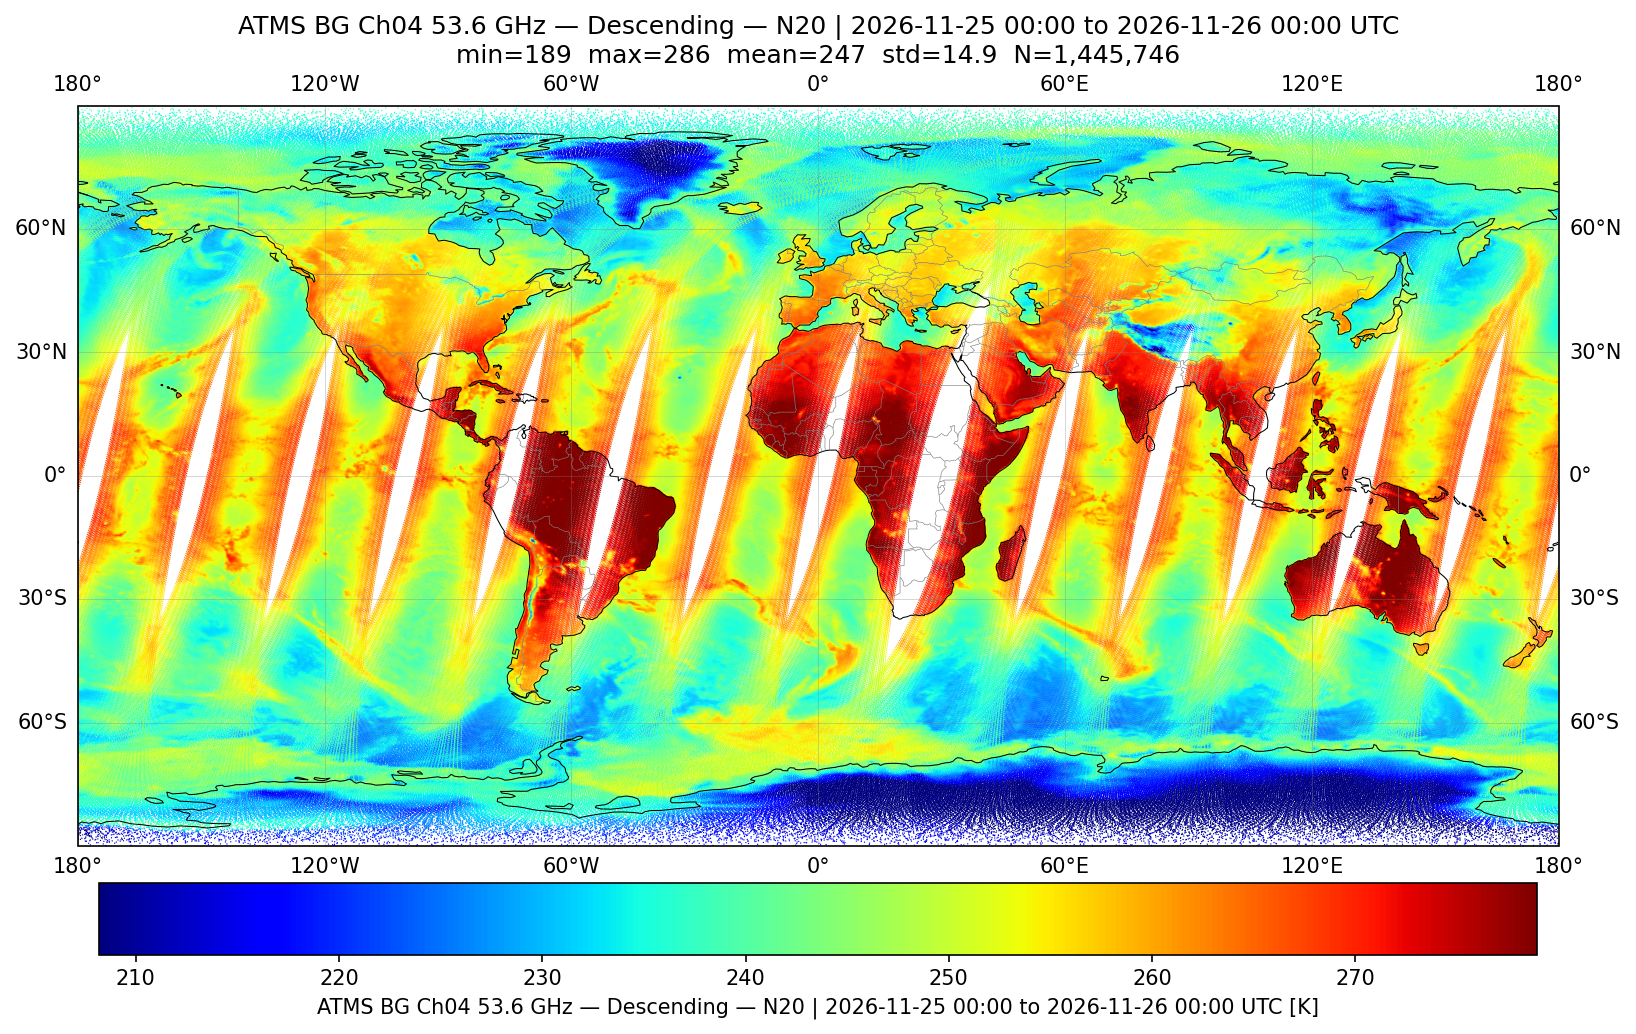 ATMS BG Ch04 53.6 GHz — Descending — N20 | 2026-11-25 00:00 to 2026-11-26 00:00 UTC
min=189 max=286 mean=247 std=14.9 N=1,445,746
180° 120°W 60°W 0° 60°E 120°E 180°
60°N 60°N
30°N 30°N
0° 0°
30°S 30°S
60°S 60°S
180° 120°W 60°W 0° 60°E 120°E 180°
210 220 230 240 250 260 270
ATMS BG Ch04 53.6 GHz — Descending — N20 | 2026-11-25 00:00 to 2026-11-26 00:00 UTC [K]